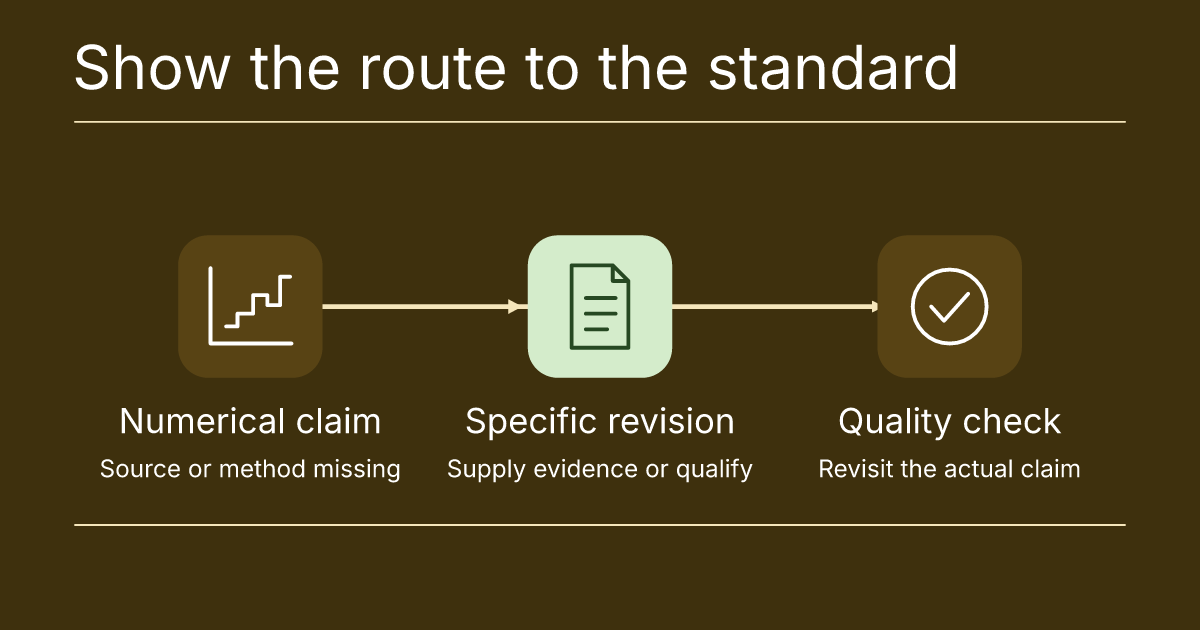 Show the route to the standard
Numerical claim
Source or method missing
Specific revision
Supply evidence or qualify
Quality check
Revisit the actual claim